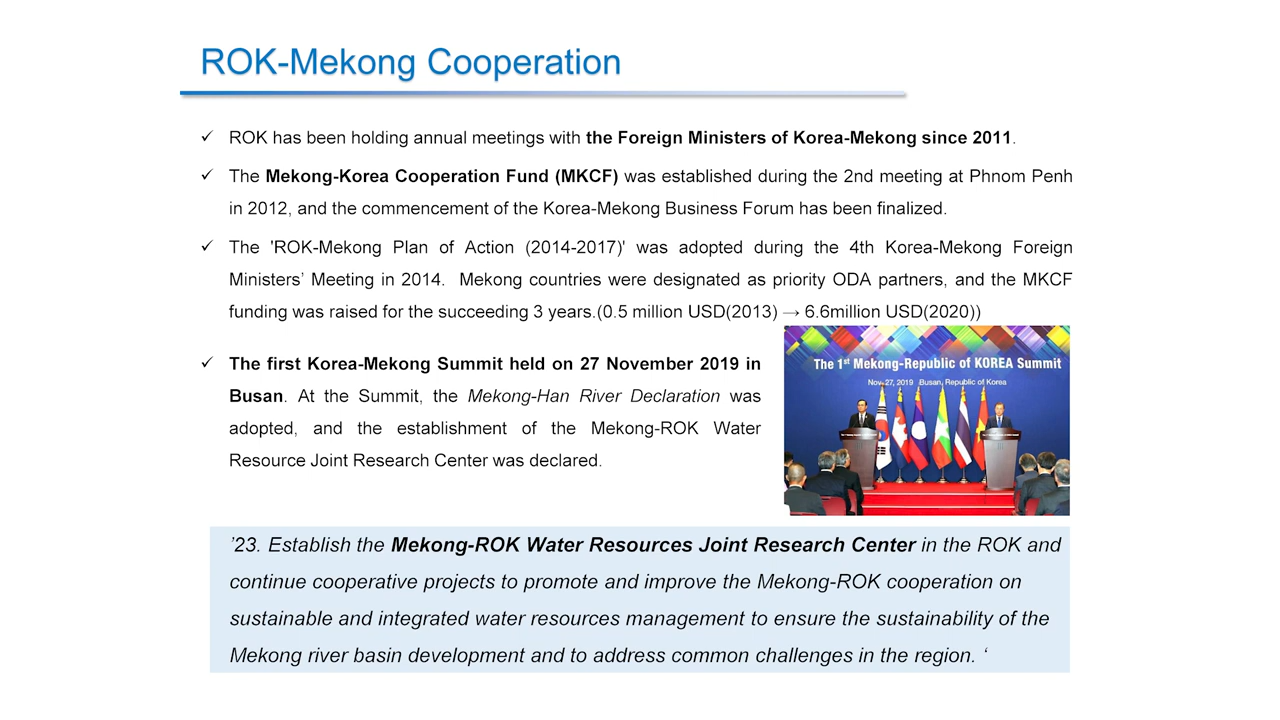 ROK-Mekong Cooperation
✓ ROK has been holding annual meetings with the Foreign Ministers of Korea-Mekong since 2011.
✓ The Mekong-Korea Cooperation Fund (MKCF) was established during the 2nd meeting at Phnom Penh
in 2012, and the commencement of the Korea-Mekong Business Forum has been finalized.
✓ The 'ROK-Mekong Plan of Action (2014-2017)' was adopted during the 4th Korea-Mekong Foreign
Ministers’ Meeting in 2014. Mekong countries were designated as priority ODA partners, and the MKCF
funding was raised for the succeeding 3 years.(0.5 million USD(2013) → 6.6million USD(2020))
✓ The first Korea-Mekong Summit held on 27 November 2019 in
Busan. At the Summit, the Mekong-Han River Declaration was
adopted, and the establishment of the Mekong-ROK Water
Resource Joint Research Center was declared.
The 1st Mekong-Republic of KOREA Summit
Nov 27, 2019 Busan, Republic of Korea
’23. Establish the Mekong-ROK Water Resources Joint Research Center in the ROK and
continue cooperative projects to promote and improve the Mekong-ROK cooperation on
sustainable and integrated water resources management to ensure the sustainability of the
Mekong river basin development and to address common challenges in the region. ‘